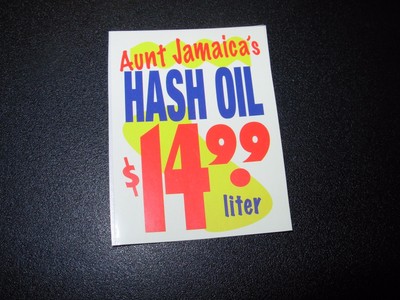 Aunt Jamaica's
HASH OIL
$14.99
liter